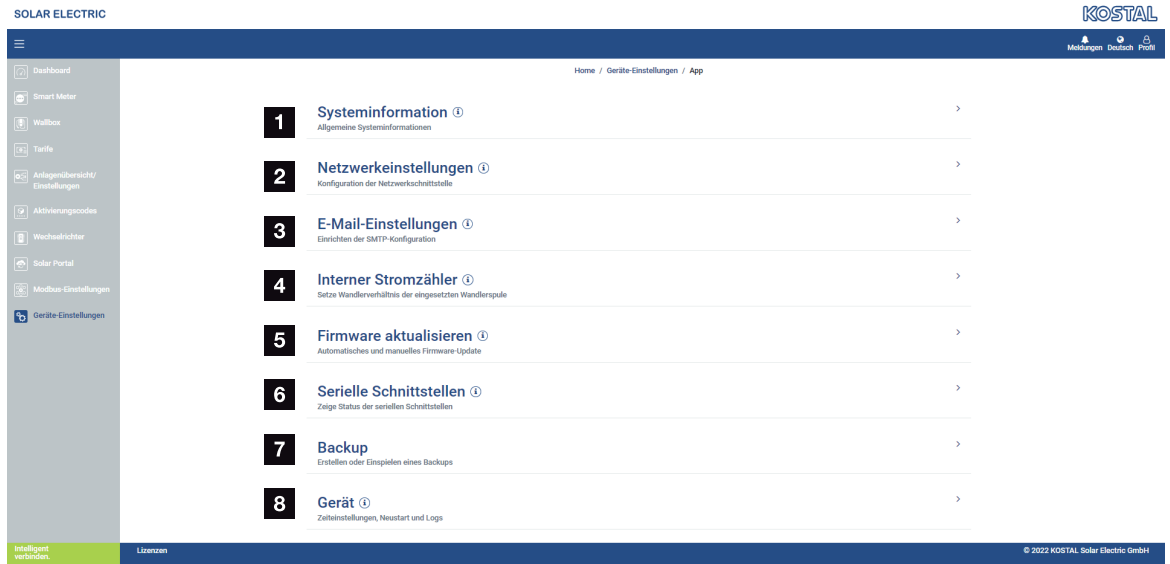 SOLAR ELECTRIC
KOSTAL
Meldungen Deutsch Profil
Dashboard
Smart Meter
Wallbox
Tarife
Anlagenübersicht/
Einstellungen
Aktivierungscodes
Wechselrichter
Solar Portal
Modbus-Einstellungen
Geräte-Einstellungen
Home / Geräte-Einstellungen / App
1 Systeminformation
Allgemeine Systeminformationen
2 Netzwerkeinstellungen
Konfiguration der Netzwerkschnittstelle
3 E-Mail-Einstellungen
Einrichten der SMTP-Konfiguration
4 Interner Stromzähler
Setze Wandlerverhältnis der eingesetzten Wandlerspule
5 Firmware aktualisieren
Automatisches und manuelles Firmware-Update
6 Serielle Schnittstellen
Zeige Status der seriellen Schnittstellen
7 Backup
Erstellen oder Einspielen eines Backups
8 Gerät
Zeiteinstellungen, Neustart und Logs
Intelligent
verbinden.
Lizenzen
© 2022 KOSTAL Solar Electric GmbH